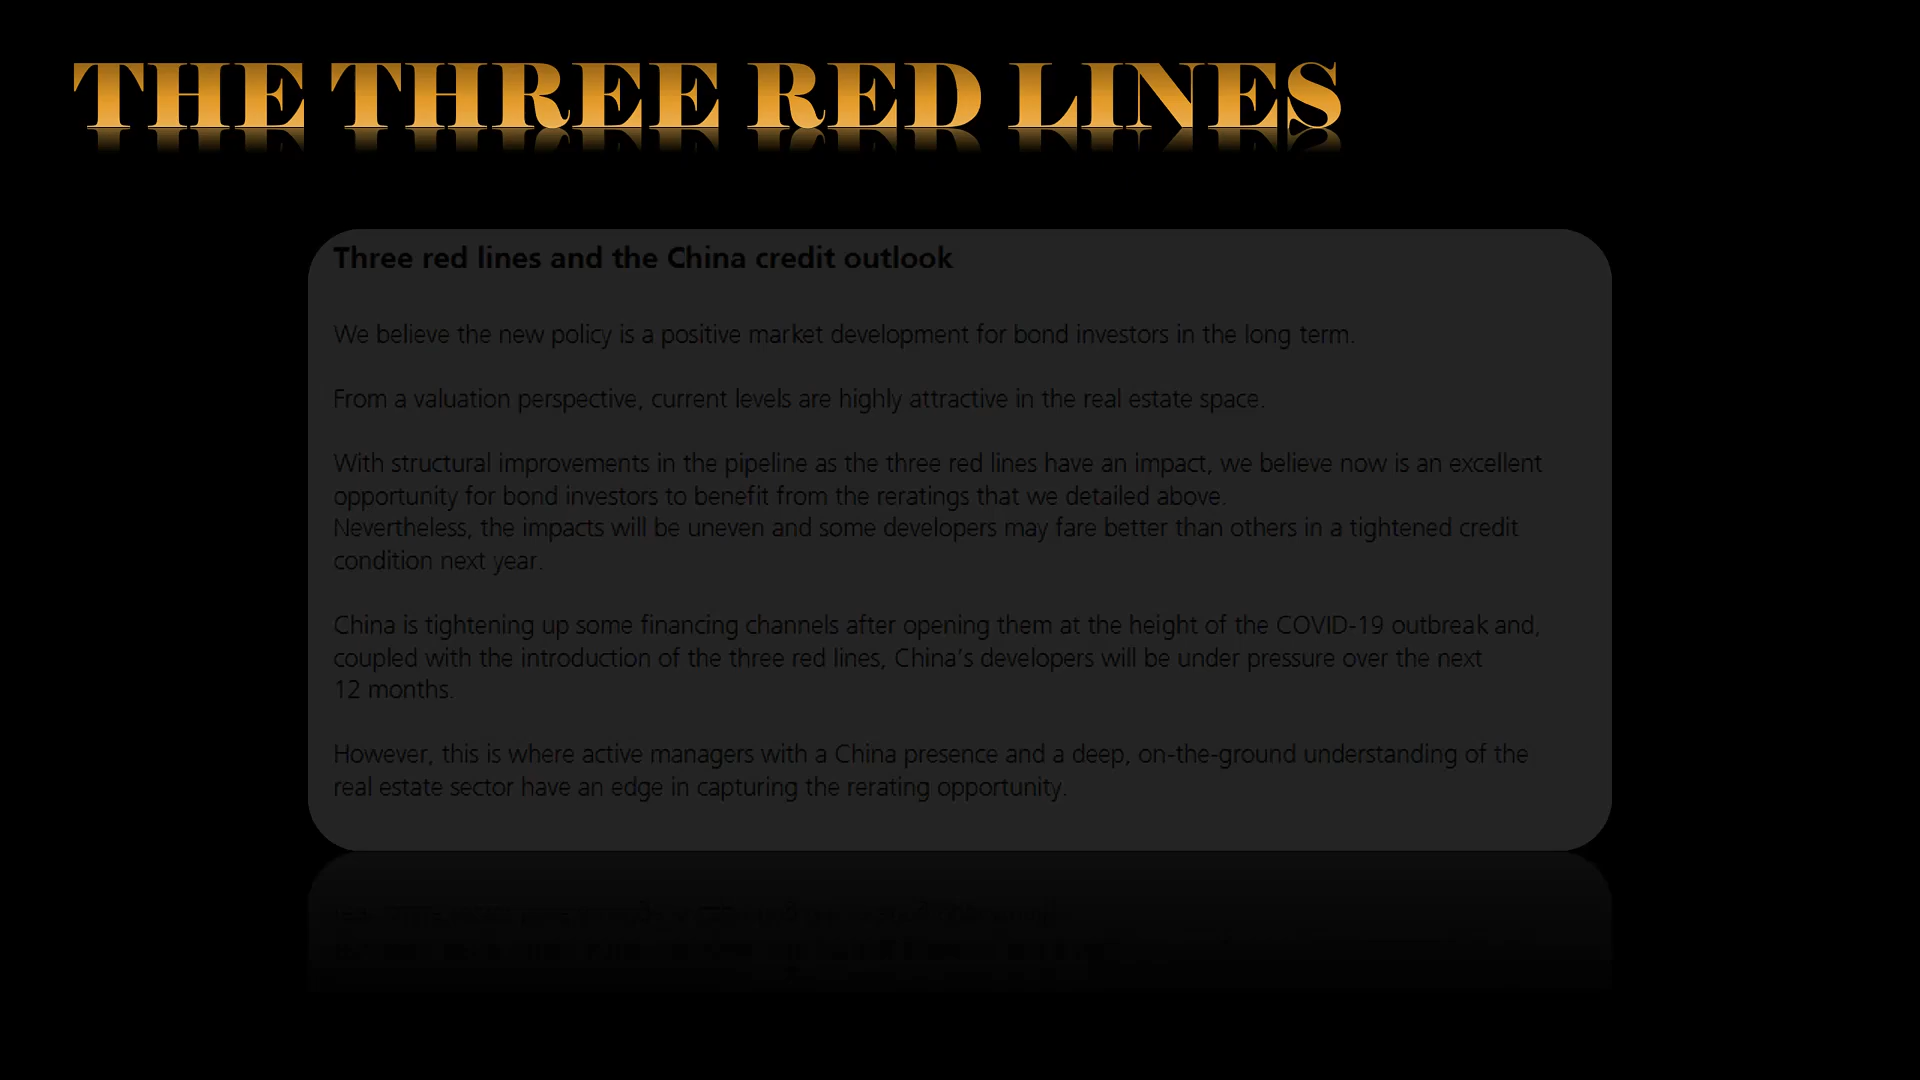 THE THREE RED LINES
Three red lines and the China credit outlook
We believe the new policy is a positive market development for bond investors in the long term.
From a valuation perspective, current levels are highly attractive in the real estate space.
With structural improvements in the pipeline as the three red lines have an impact, we believe now is an excellent
opportunity for bond investors to benefit from the reratings that we detailed above.
Nevertheless, the impacts will be uneven and some developers may fare better than others in a tightened credit
condition next year.
China is tightening up some financing channels after opening them at the height of the COVID-19 outbreak and,
coupled with the introduction of the three red lines, China’s developers will be under pressure over the next
12 months.
However, this is where active managers with a China presence and a deep, on-the-ground understanding of the
real estate sector have an edge in capturing the rerating opportunity.